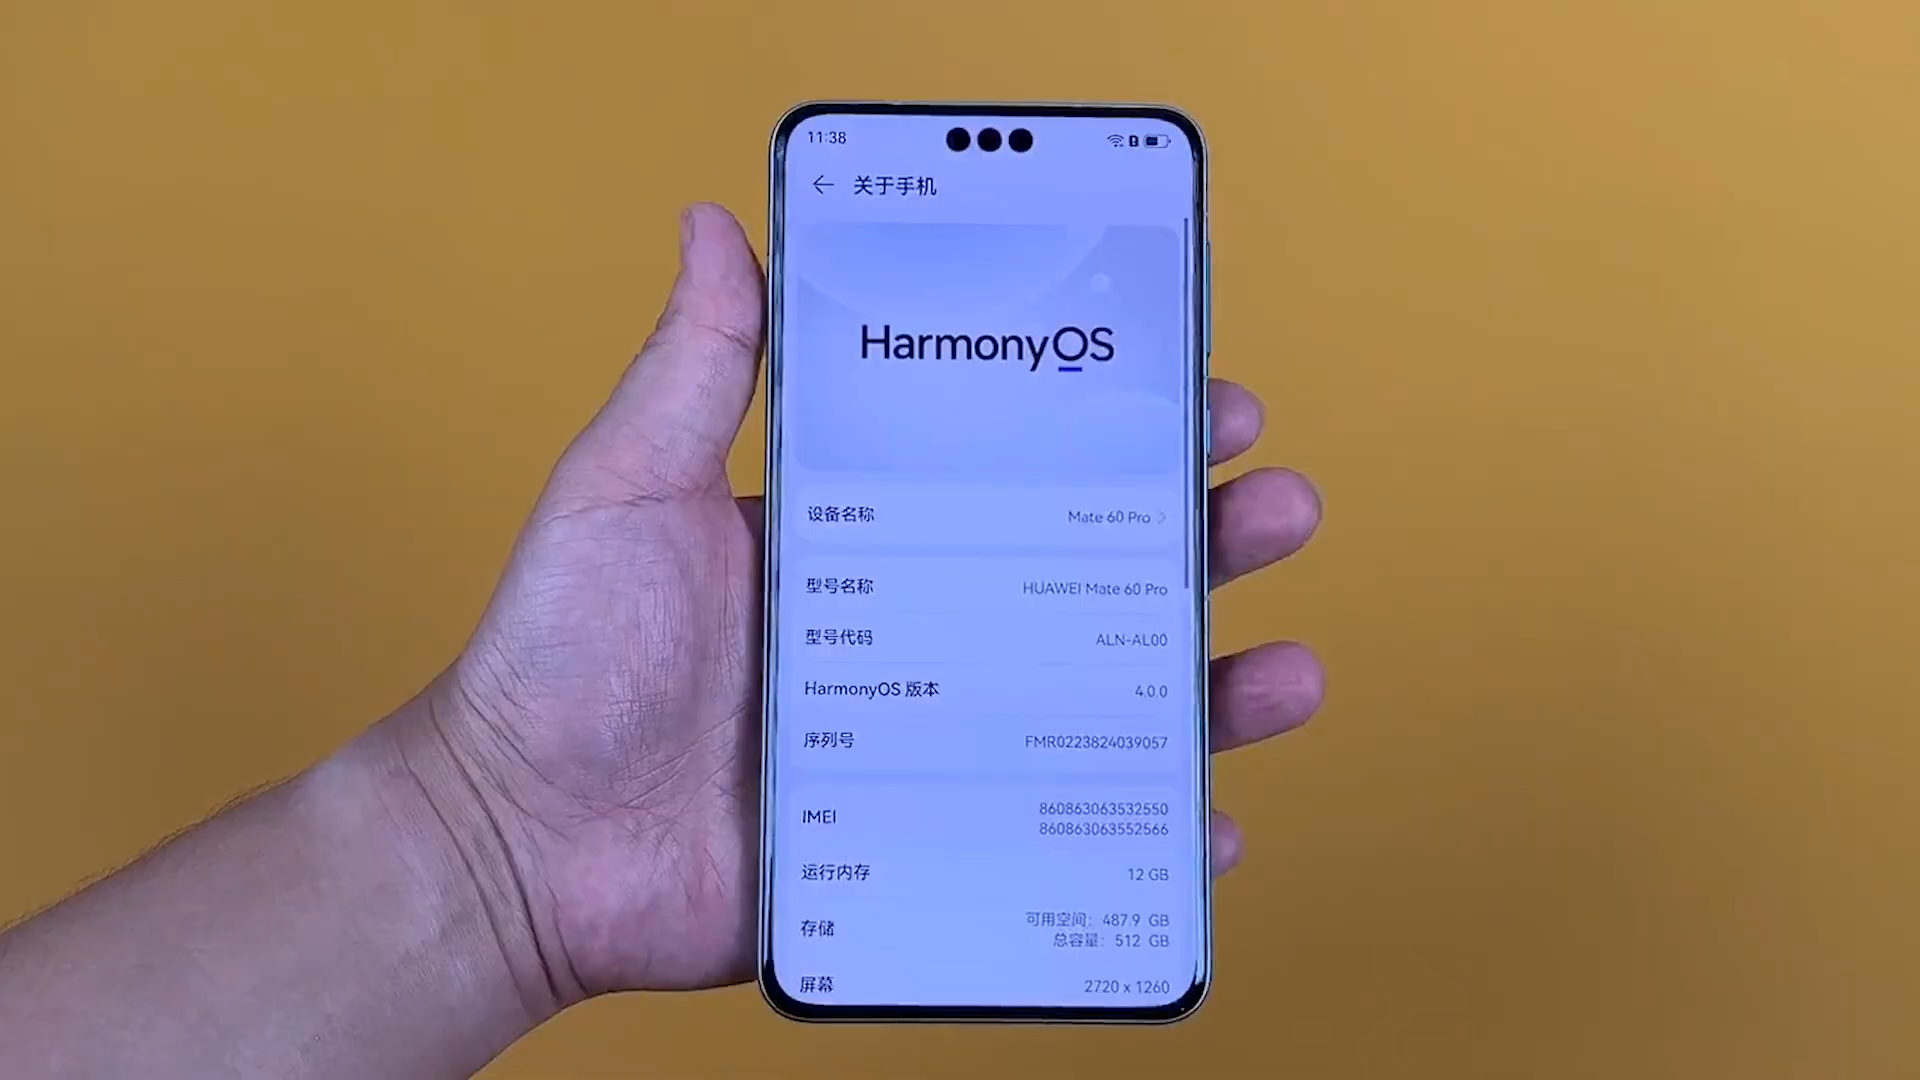 11:38
关于手机
HarmonyOS
设备名称 Mate 60 Pro
型号名称 HUAWEI Mate 60 Pro
型号代码 ALN-AL00
HarmonyOS 版本 4.0.0
序列号 FMR0223824039057
IMEI 860863063532550
860863063552566
运行内存 12 GB
存储 可用空间: 487.9 GB
总容量: 512 GB
屏幕 2720 x 1260